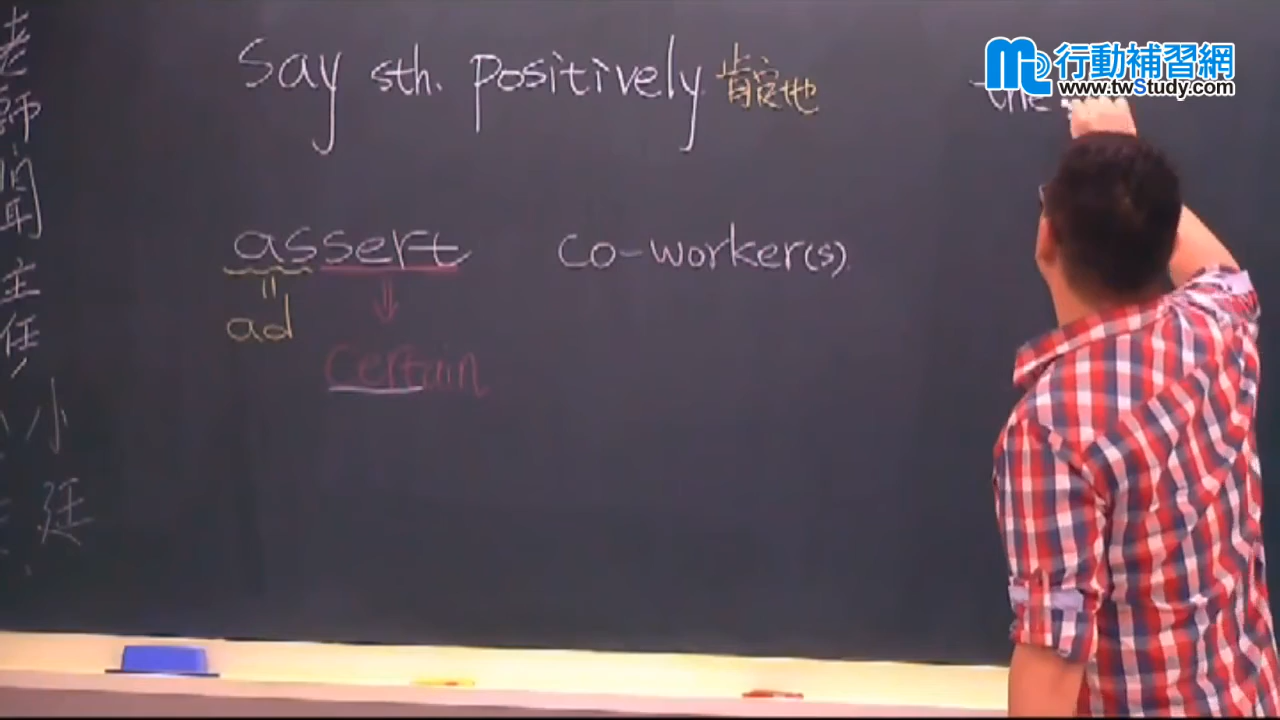 行動補習網
www.twStudy.com
Say sth. positively 肯定地
the
assert co-worker(s)
ad
certain
老師
主任,
小
廷